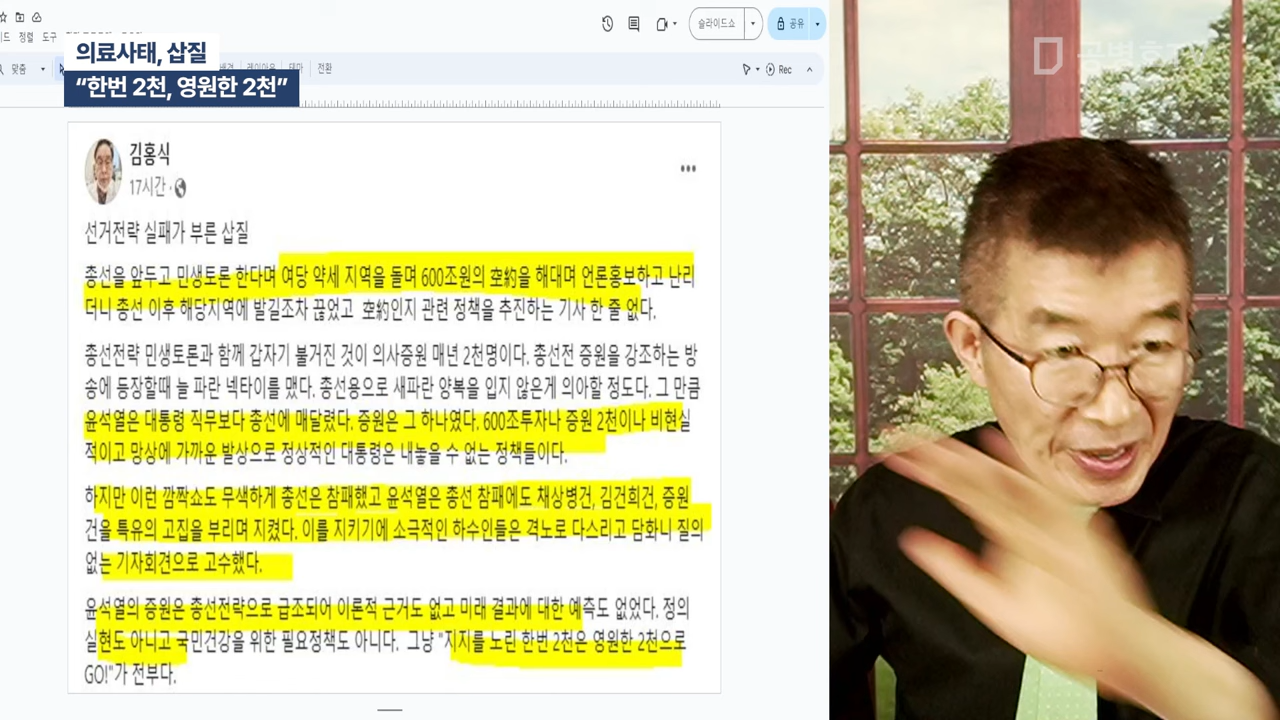 의료사태, 삽질
“한번 2천, 영원한 2천”
정렬 도구
슬라이드쇼
공유
맞춤
레이아웃
테마
전환
Rec
공병호TV
김홍식
17시간
선거전략 실패가 부른 삽질
총선을 앞두고 민생토론 한다며 여당 약세 지역을 돌며 600조원의 空約을 해대며 언론홍보하고 난리
더니 총선 이후 해당지역에 발길조차 끊었고 空約인지 관련 정책을 추진하는 기사 한 줄 없다.
총선전략 민생토론과 함께 갑자기 불거진 것이 의사증원 매년 2천명이다. 총선전 증원을 강조하는 방
송에 등장할때 늘 파란 넥타이를 맸다. 총선용으로 새파란 양복을 입지 않은게 의아할 정도다. 그 만큼
윤석열은 대통령 직무보다 총선에 매달렸다. 증원은 그 하나였다. 600조투자나 증원 2천이나 비현실
적이고 망상에 가까운 발상으로 정상적인 대통령은 내놓을 수 없는 정책들이다.
하지만 이런 깜짝쇼도 무색하게 총선은 참패했고 윤석열은 총선 참패에도 채상병건, 김건희건, 증원
건을 특유의 고집을 부리며 지켰다. 이를 지키기에 소극적인 하수인들은 격노로 다스리고 담화니 질의
없는 기자회견으로 고수했다.
윤석열의 증원은 총선전략으로 급조되어 이론적 근거도 없고 미래 결과에 대한 예측도 없었다. 정의
실현도 아니고 국민건강을 위한 필요정책도 아니다. 그냥 "지지를 노린 한번 2천은 영원한 2천으로
GO!"가 전부다.